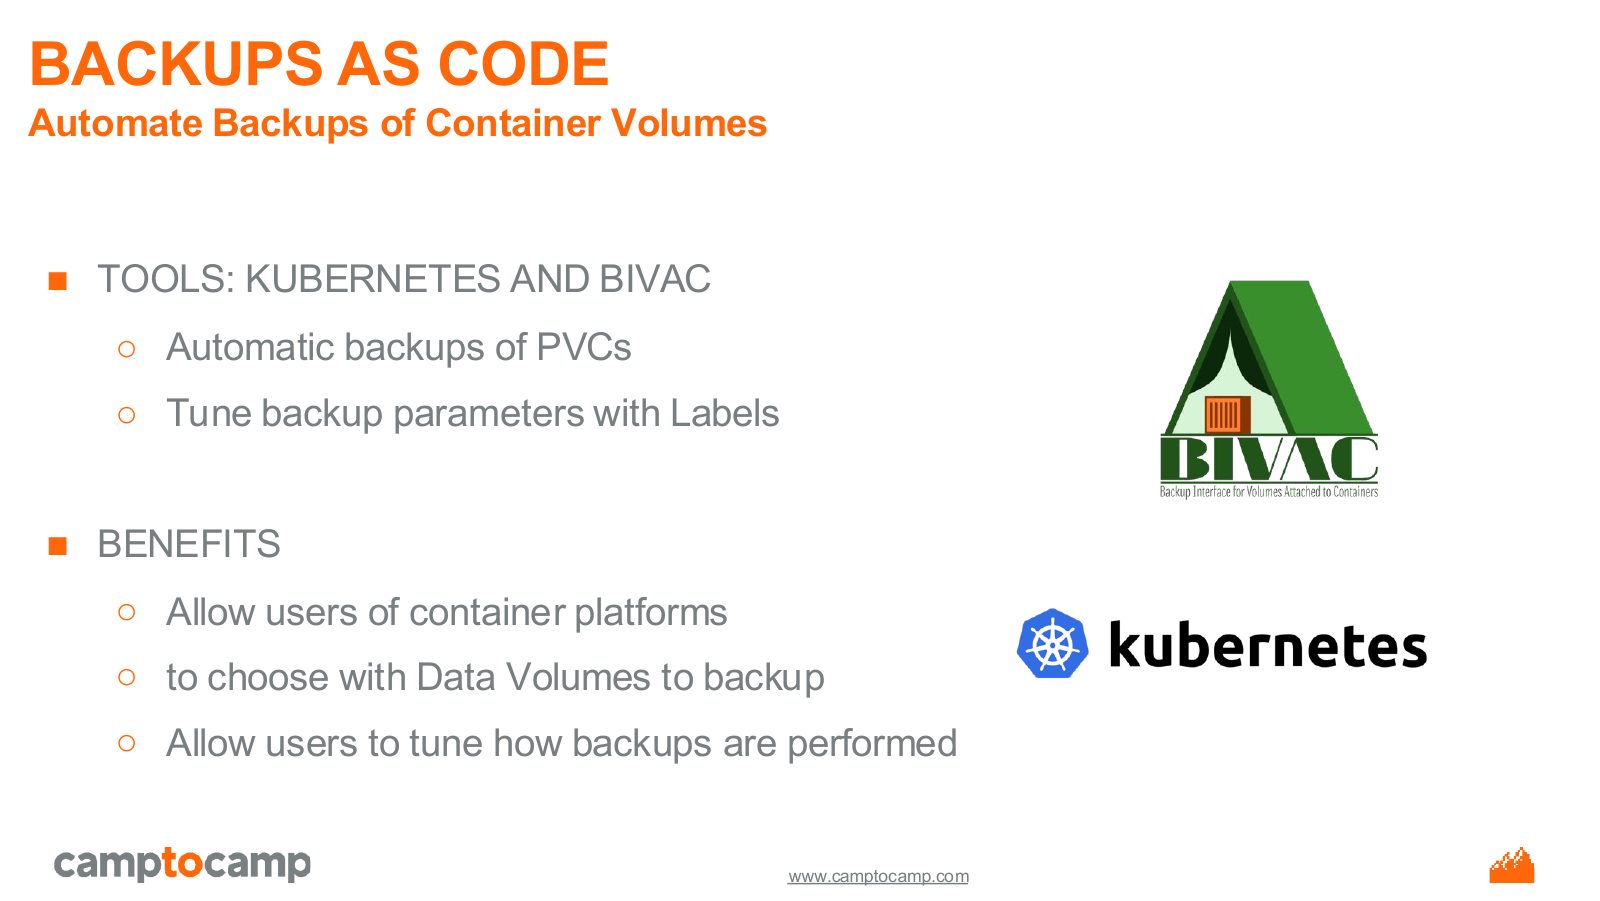 BACKUPS AS CODE
Automate Backups of Container Volumes
TOOLS: KUBERNETES AND BIVAC
Automatic backups of PVCs
Tune backup parameters with Labels
BIVAC
Backup Interface for Volumes Attached to Containers
BENEFITS
Allow users of container platforms
to choose with Data Volumes to backup
Allow users to tune how backups are performed
kubernetes
camptocamp
www.camptocamp.com